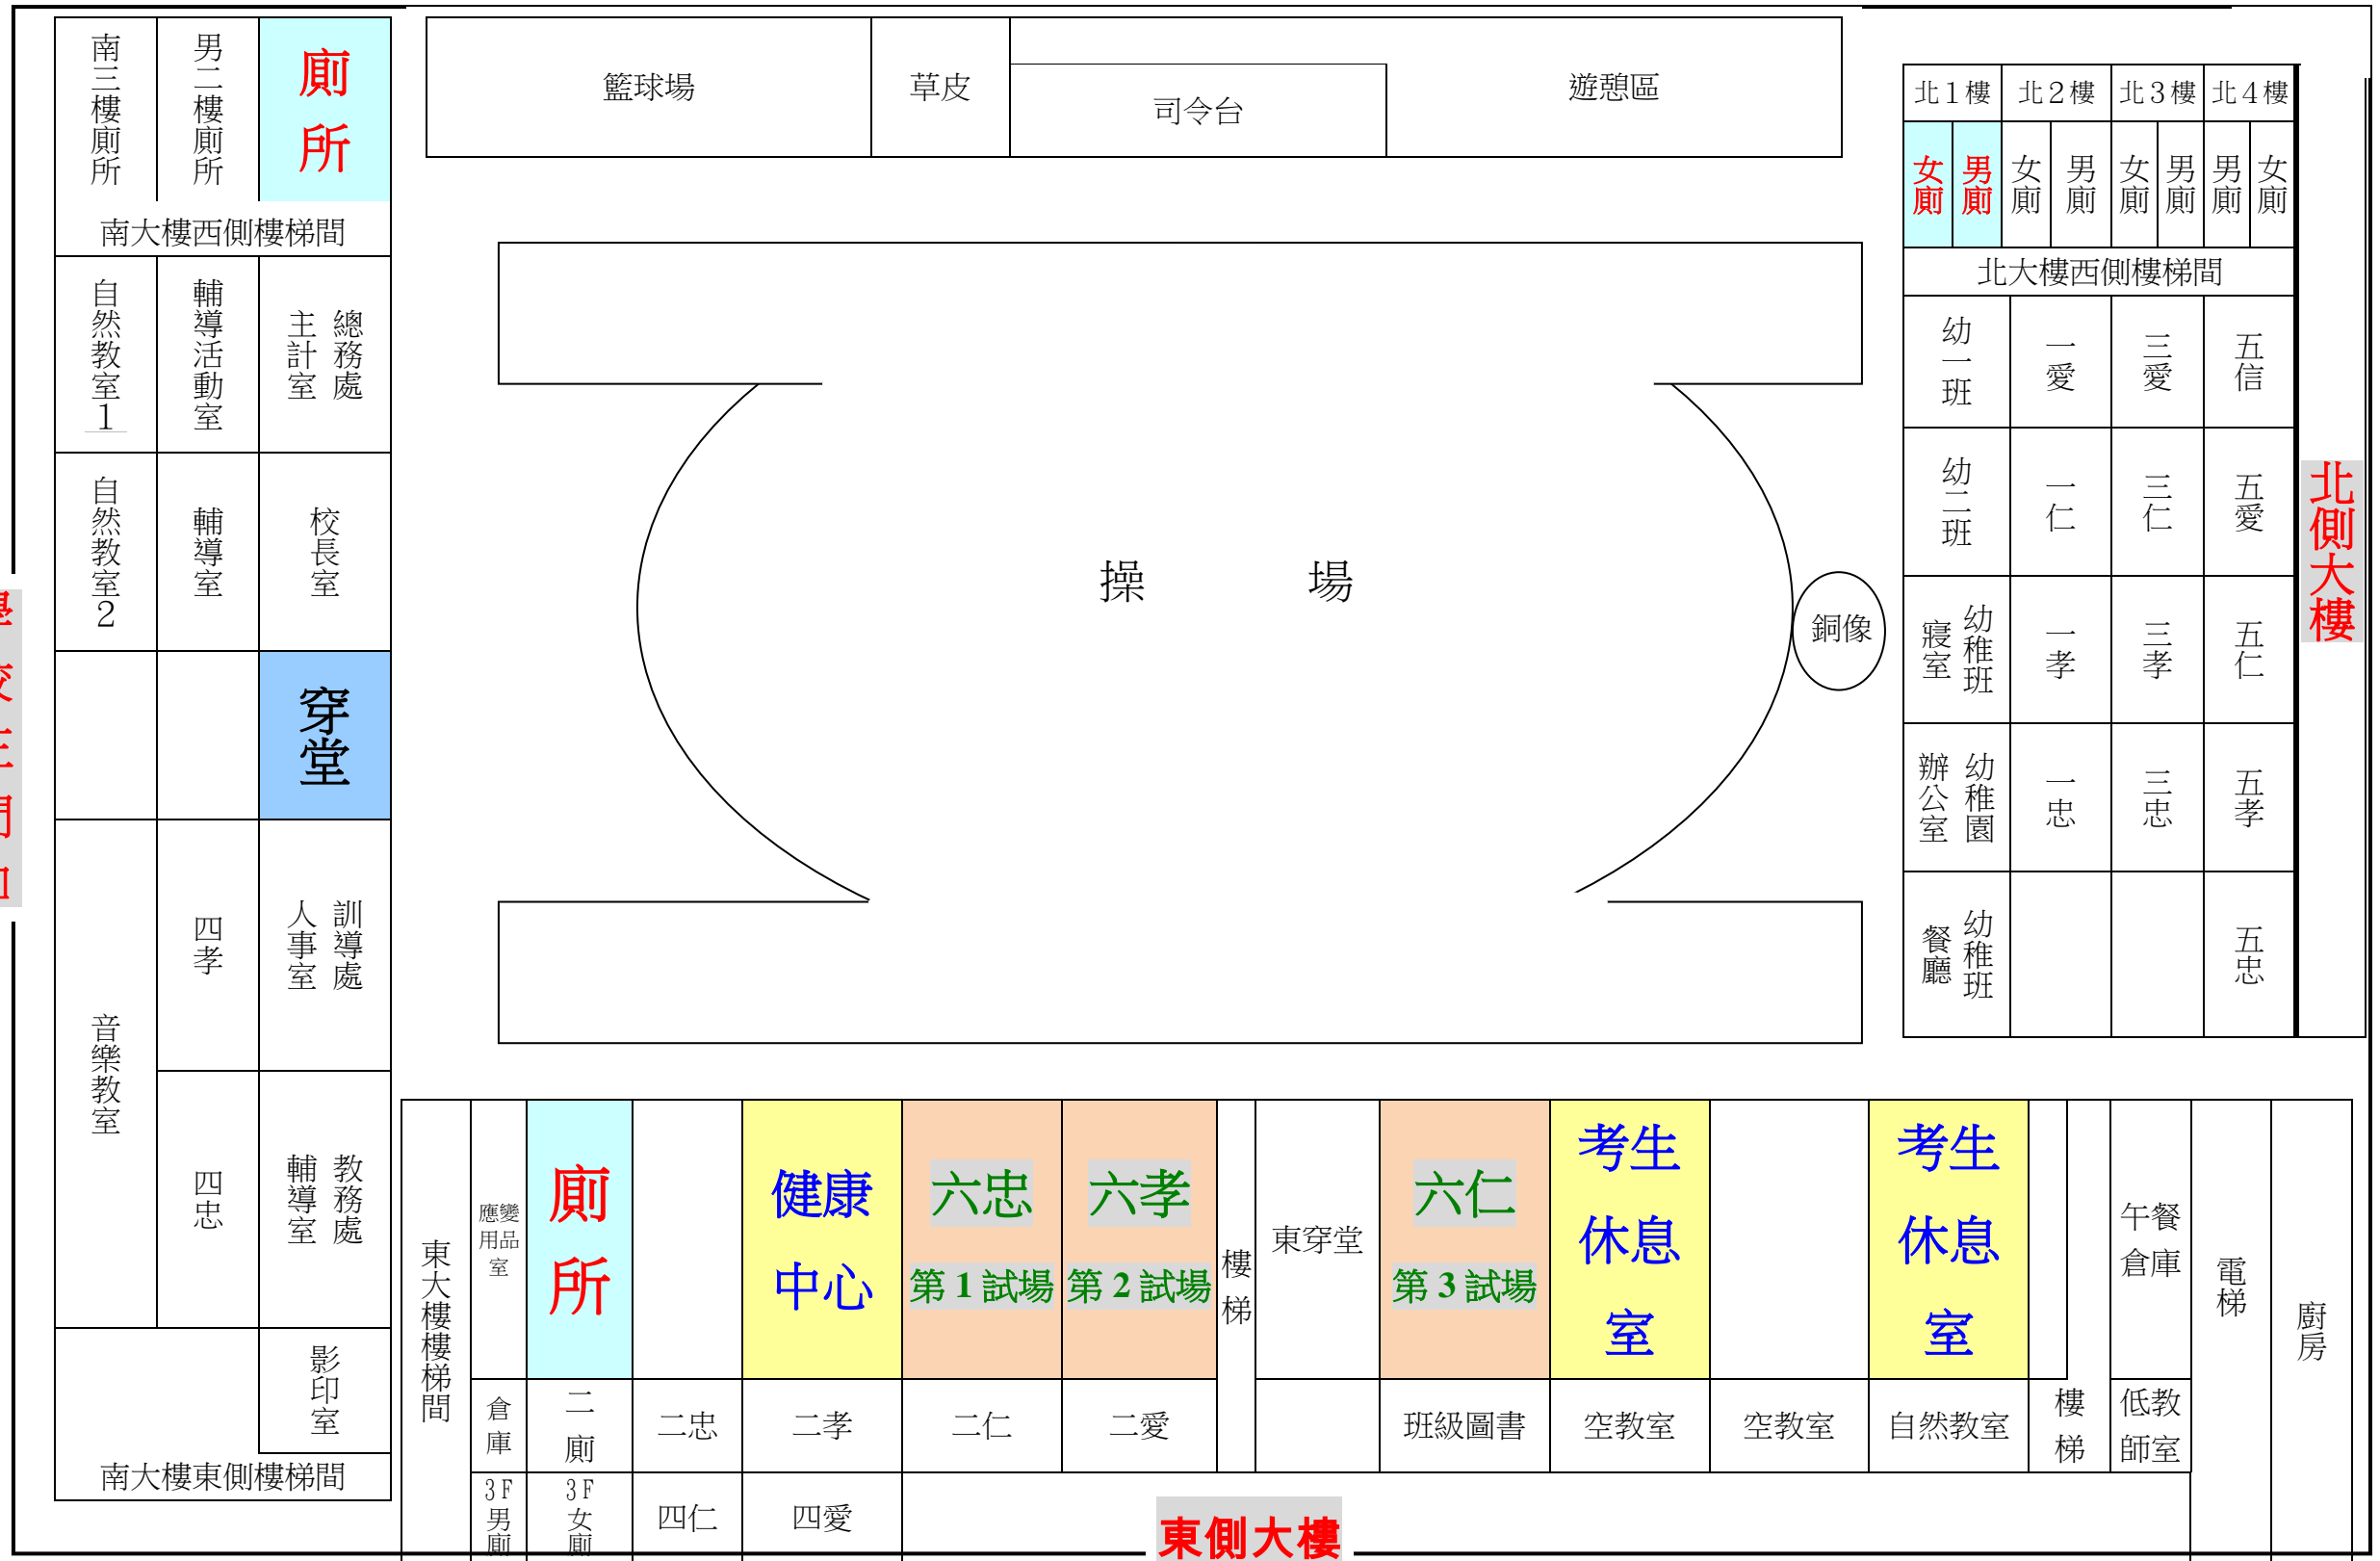 南三樓廁所
男二樓廁所
廁所
南大樓西側樓梯間
自然教室1
輔導活動室
總務處
主計室
自然教室2
輔導室
校長室
穿堂
音樂教室
四孝
訓導處
人事室
四忠
教務處
輔導室
影印室
南大樓東側樓梯間
籃球場
草皮
司令台
遊憩區
操場
銅像
北1樓
北2樓
北3樓
北4樓
女廁
男廁
女廁
男廁
女廁
男廁
男廁
女廁
北大樓西側樓梯間
幼一班
一愛
三愛
五信
幼二班
一仁
三仁
五愛
幼稚班
寢室
一孝
三孝
五仁
幼稚園
辦公室
一忠
三忠
五孝
幼稚班
餐廳
五忠
北側大樓
東大樓樓梯間
應變
用品
室
廁所
健康
中心
六忠
第1試場
六孝
第2試場
樓梯
東穿堂
六仁
第3試場
考生
休息
室
考生
休息
室
午餐
倉庫
電梯
廚房
倉庫
二廁
二忠
二孝
二仁
二愛
班級圖書
空教室
空教室
自然教室
樓梯
低教
師室
3F男廁
3F女廁
四仁
四愛
東側大樓